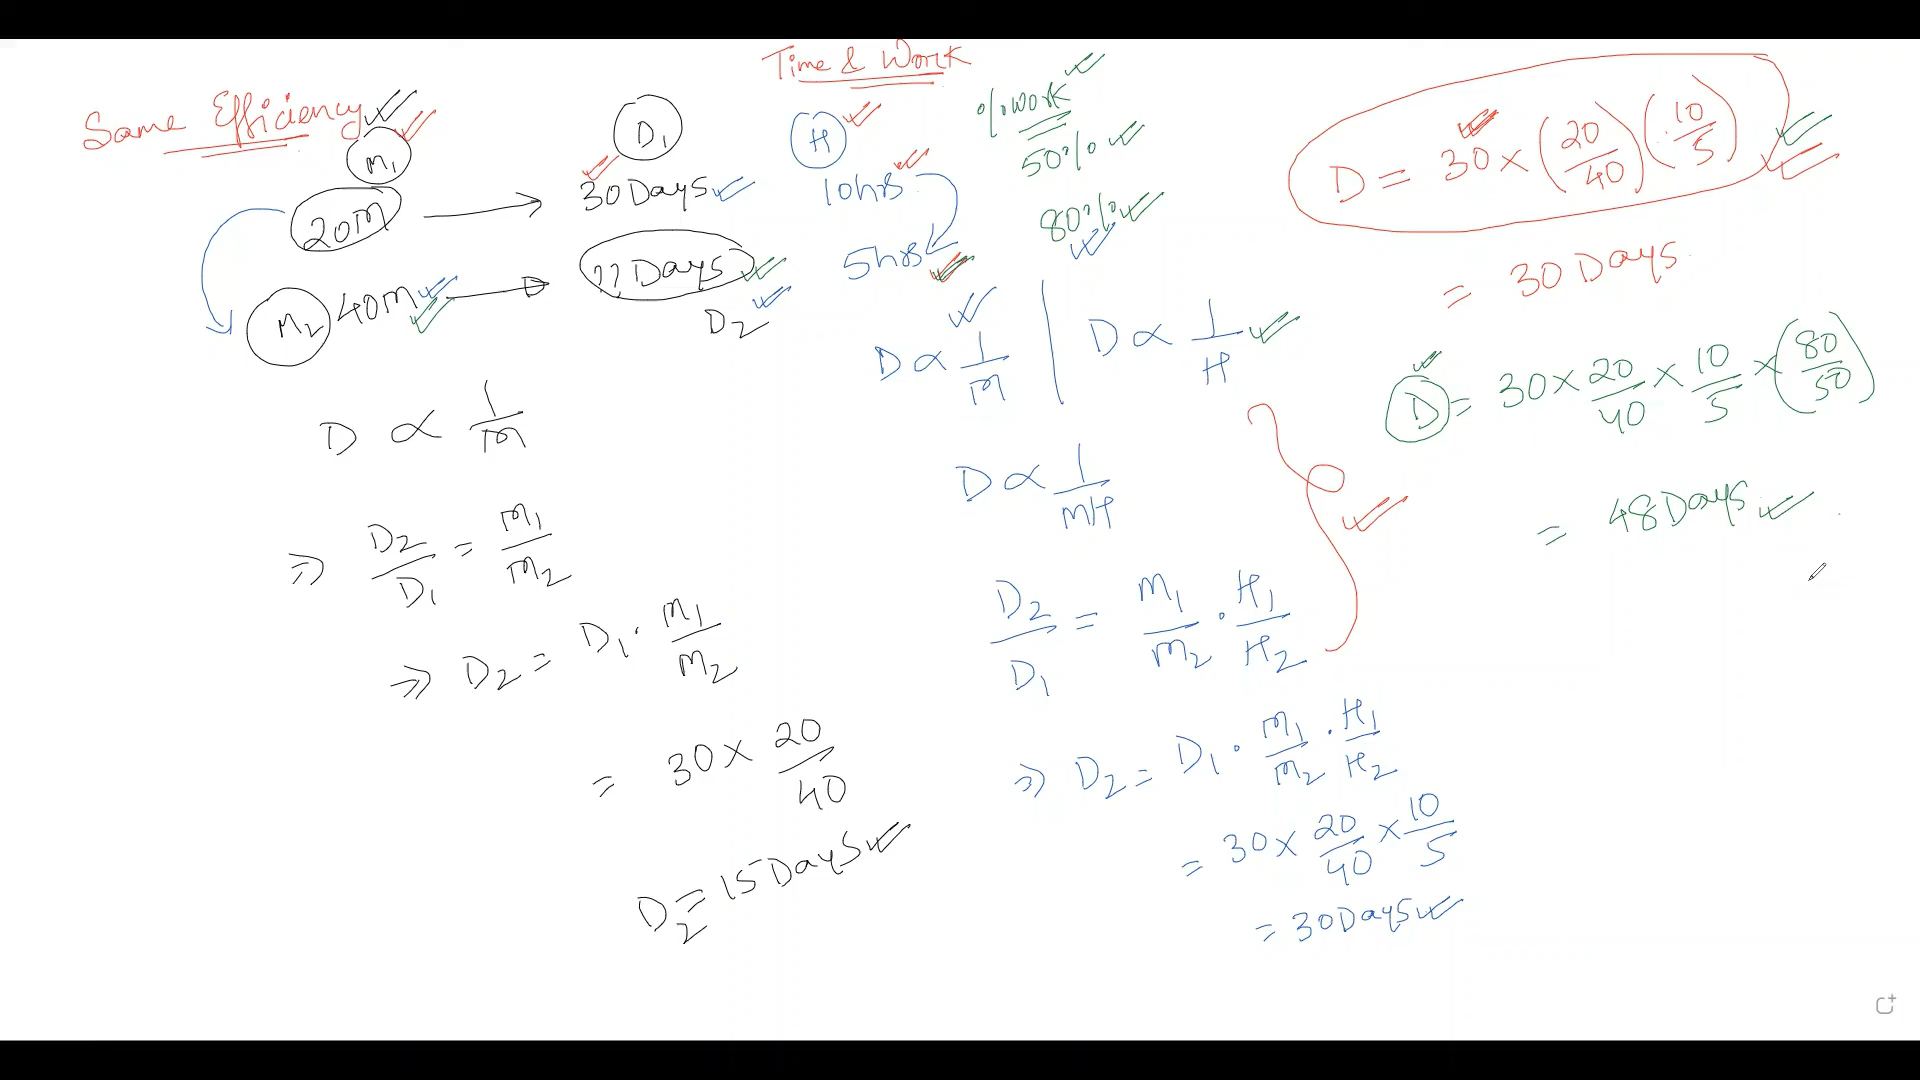 Time & Work
Same Efficiency
M₁ D₁ H %work
20M → 30 Days 10hrs 50%
M₂ 40M → ?? Days 5hrs 80%
D₂
D ∝ 1/M
⇒ D₂/D₁ = M₁/M₂
⇒ D₂ = D₁ · M₁/M₂
= 30 × 20/40
D₂ = 15 Days
D ∝ 1/M | D ∝ 1/H
D ∝ 1/MH
D₂/D₁ = M₁/M₂ · H₁/H₂
⇒ D₂ = D₁ · M₁/M₂ · H₁/H₂
= 30 × 20/40 × 10/5
= 30 Days
D = 30 × (20/40) (10/5)
= 30 Days
D = 30 × 20/40 × 10/5 × (80/50)
= 48 Days